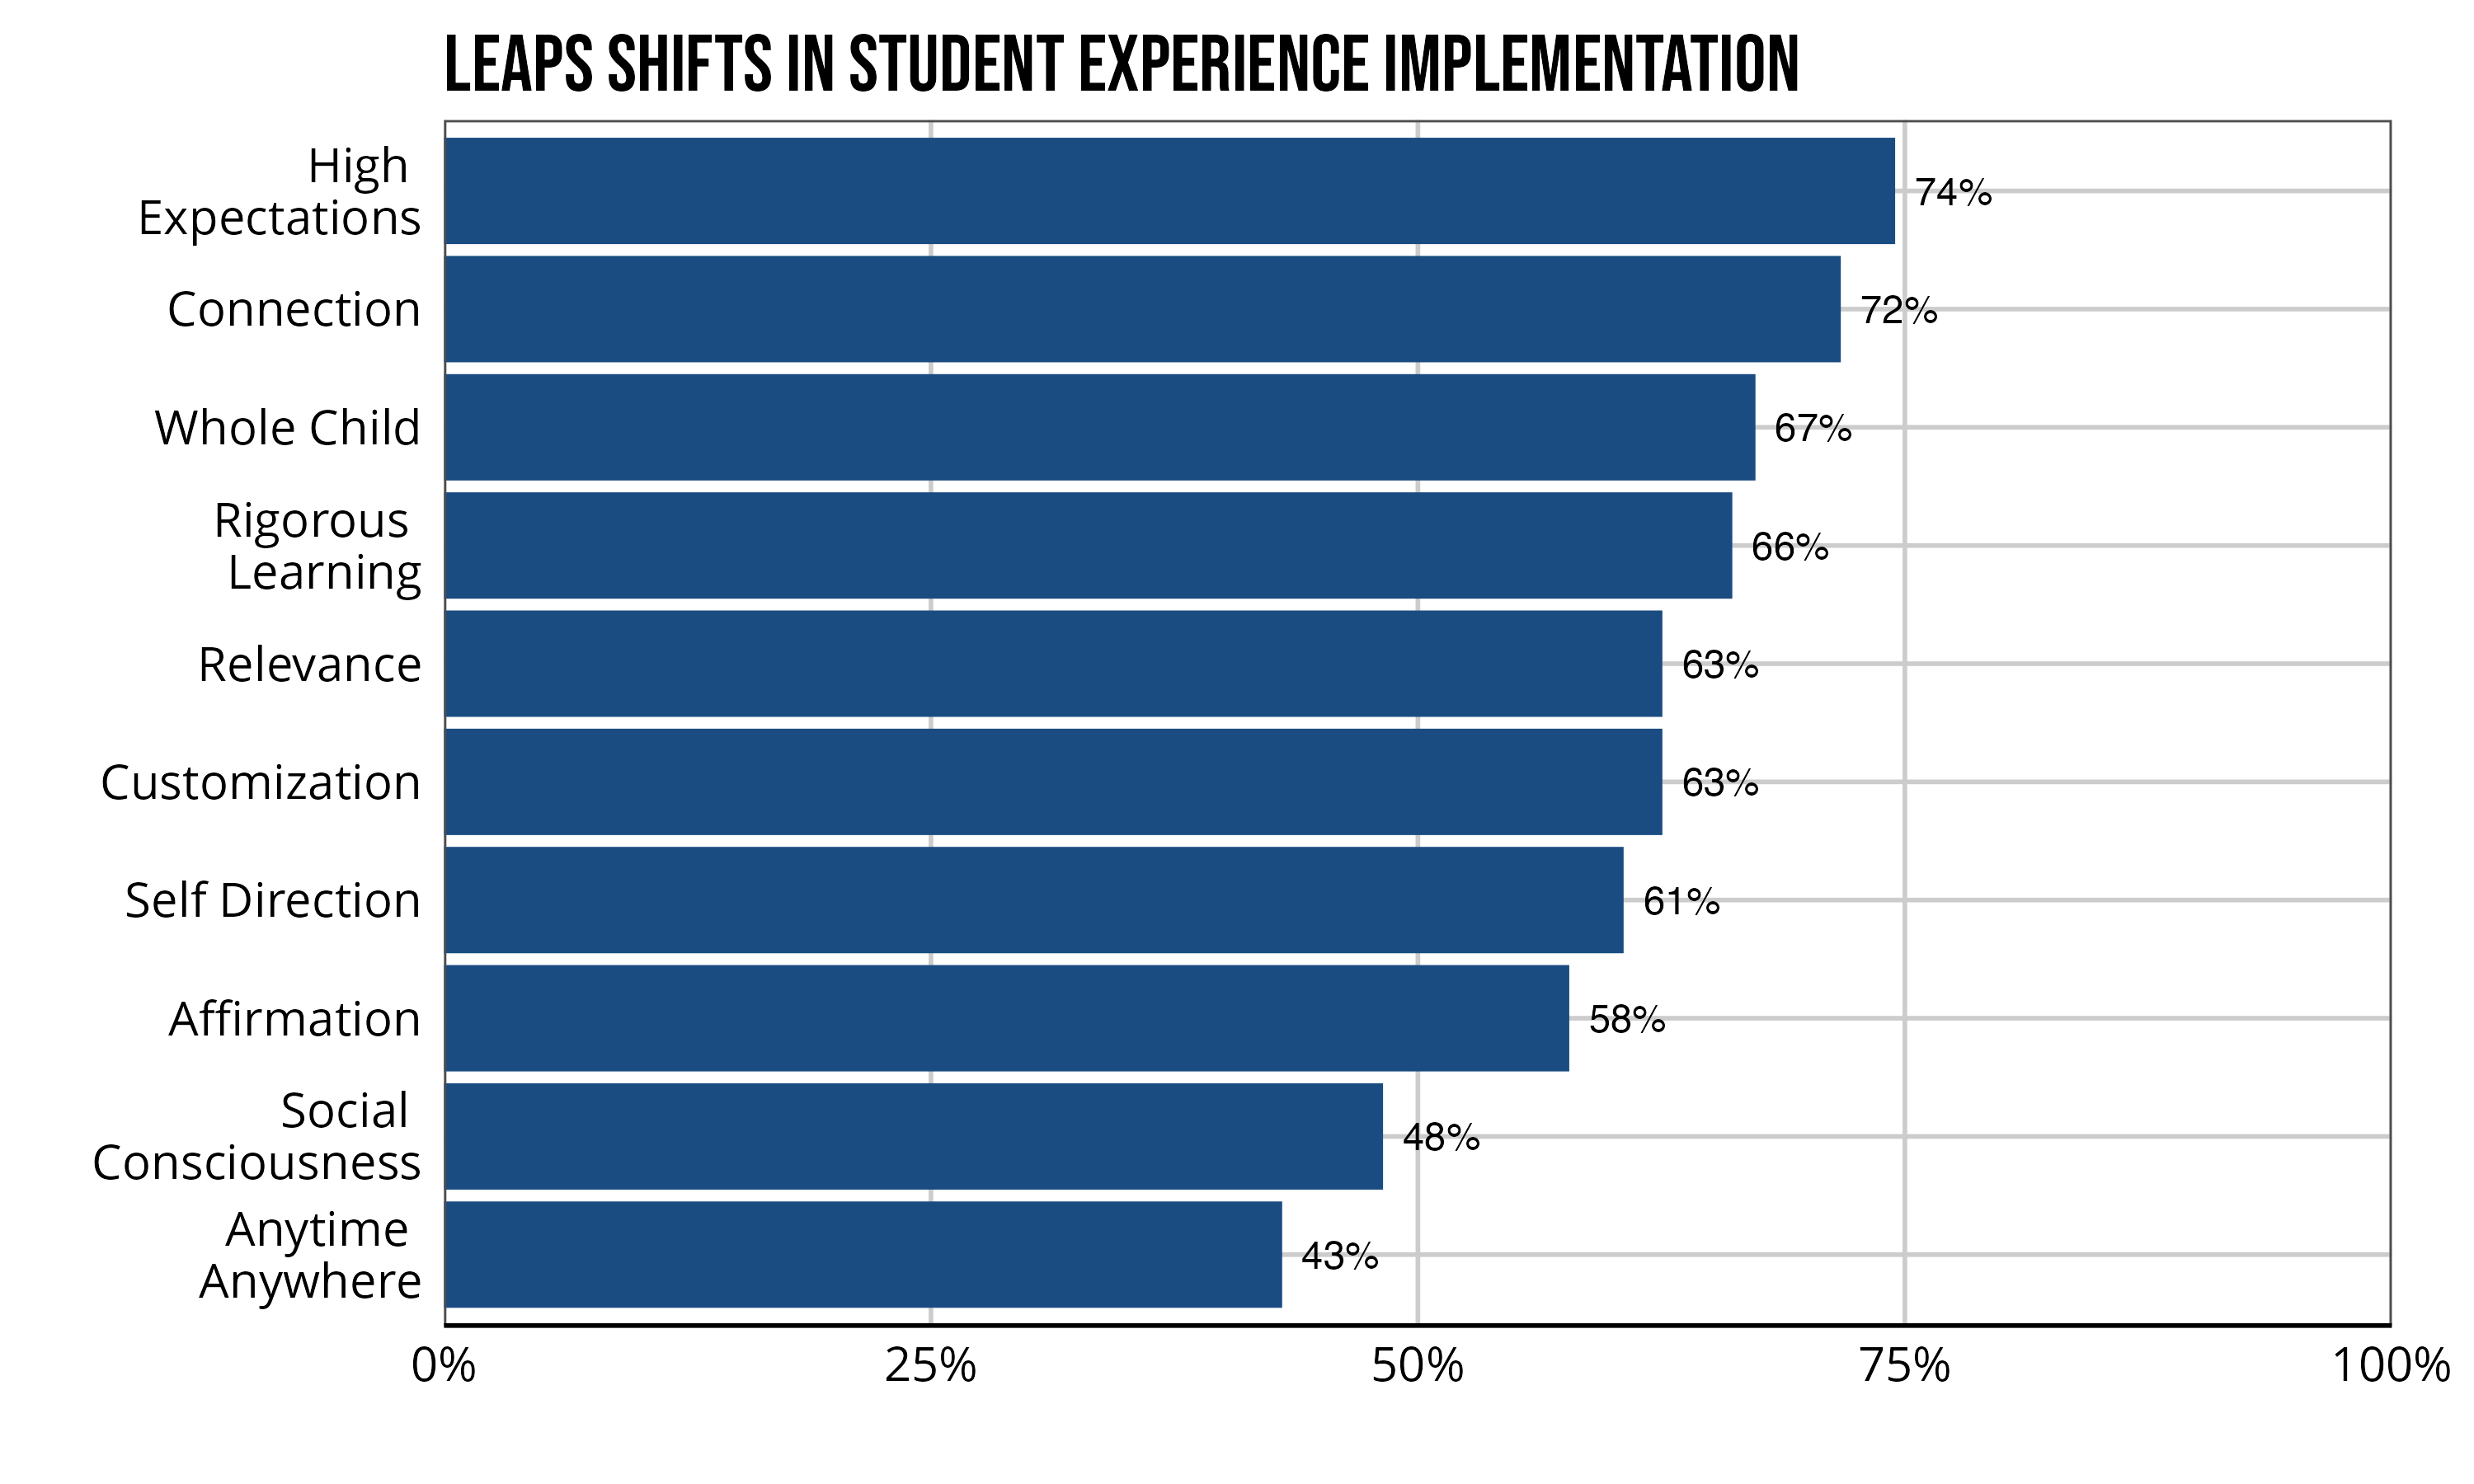 LEAPS SHIFTS IN STUDENT EXPERIENCE IMPLEMENTATION
High
Expectations
74%
Connection
72%
Whole Child
67%
Rigorous
Learning
66%
Relevance
63%
Customization
63%
Self Direction
61%
Affirmation
58%
Social
Consciousness
48%
Anytime
Anywhere
43%
0% 25% 50% 75% 100%